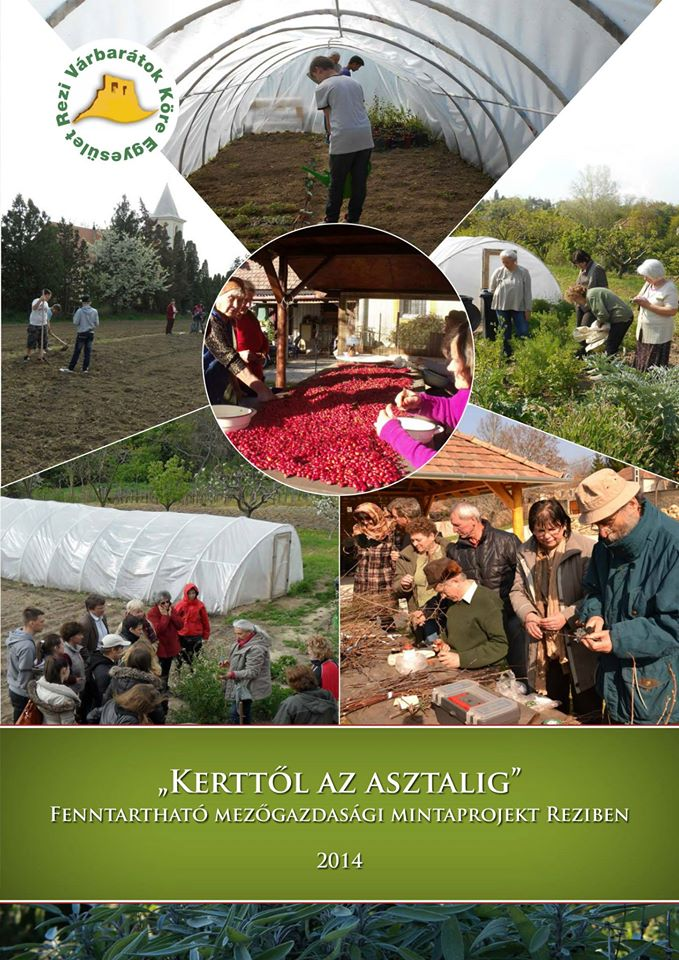 Rezi Várbarátok Köre Egyesület
„Kerttől az asztalig”
Fenntartható mezőgazdasági mintaprojekt Reziben
2014